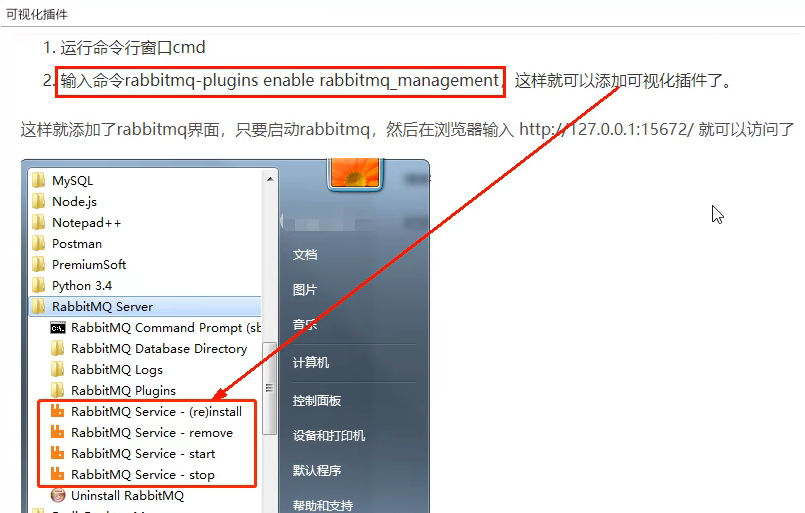 可视化插件
1. 运行命令行窗口cmd
2. 输入命令rabbitmq-plugins enable rabbitmq_management，这样就可以添加可视化插件了。
这样就添加了rabbitmq界面，只要启动rabbitmq，然后在浏览器输入 http://127.0.0.1:15672/ 就可以访问了
MySQL
Node.js
Notepad++
Postman
PremiumSoft
Python 3.4
RabbitMQ Server
RabbitMQ Command Prompt (sb
RabbitMQ Database Directory
RabbitMQ Logs
RabbitMQ Plugins
RabbitMQ Service - (re)install
RabbitMQ Service - remove
RabbitMQ Service - start
RabbitMQ Service - stop
Uninstall RabbitMQ
文档
图片
音乐
计算机
控制面板
设备和打印机
默认程序
帮助和支持